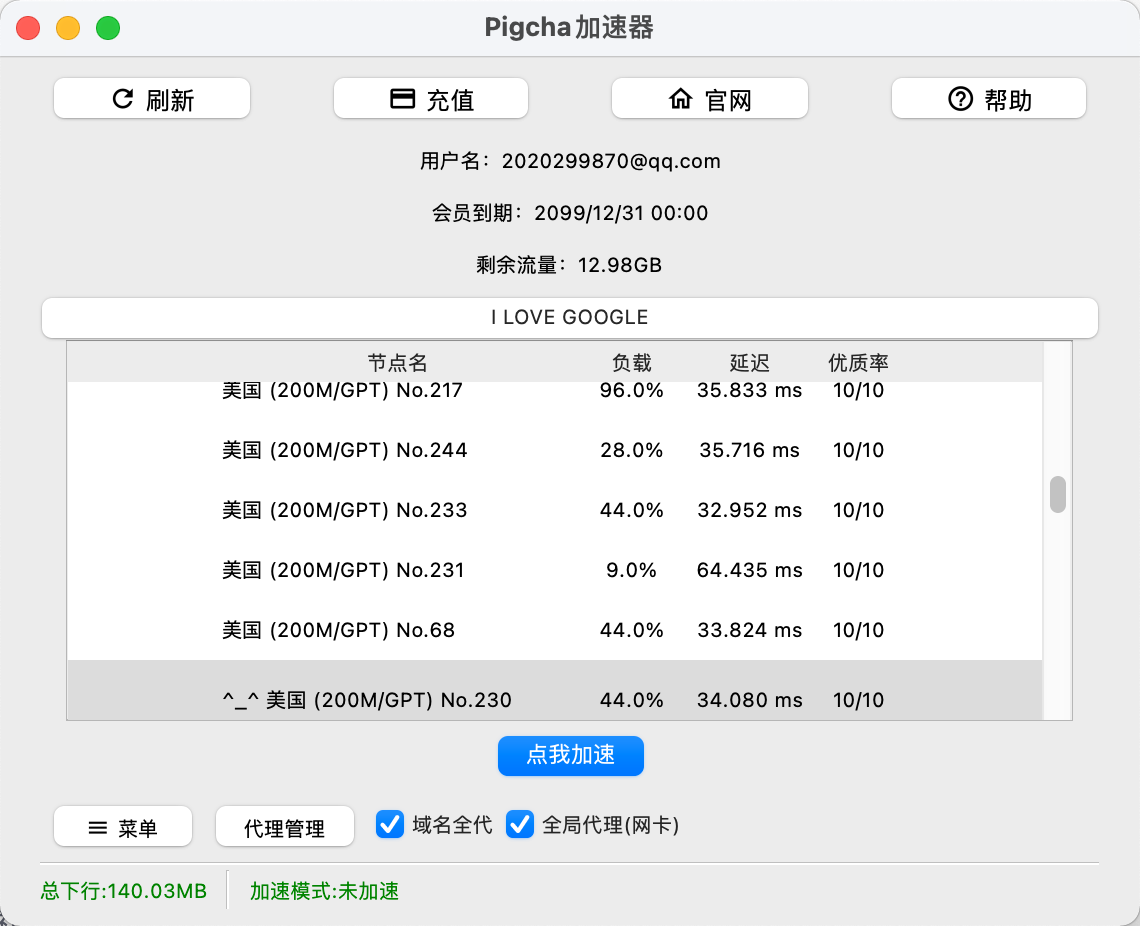 Pigcha加速器
刷新 充值 官网 帮助
用户名：2020299870@qq.com
会员到期：2099/12/31 00:00
剩余流量：12.98GB
I LOVE GOOGLE
节点名 负载 延迟 优质率
美国 (200M/GPT) No.217 96.0% 35.833 ms 10/10
美国 (200M/GPT) No.244 28.0% 35.716 ms 10/10
美国 (200M/GPT) No.233 44.0% 32.952 ms 10/10
美国 (200M/GPT) No.231 9.0% 64.435 ms 10/10
美国 (200M/GPT) No.68 44.0% 33.824 ms 10/10
^_^ 美国 (200M/GPT) No.230 44.0% 34.080 ms 10/10
点我加速
菜单 代理管理 域名全代 全局代理(网卡)
总下行:140.03MB 加速模式:未加速